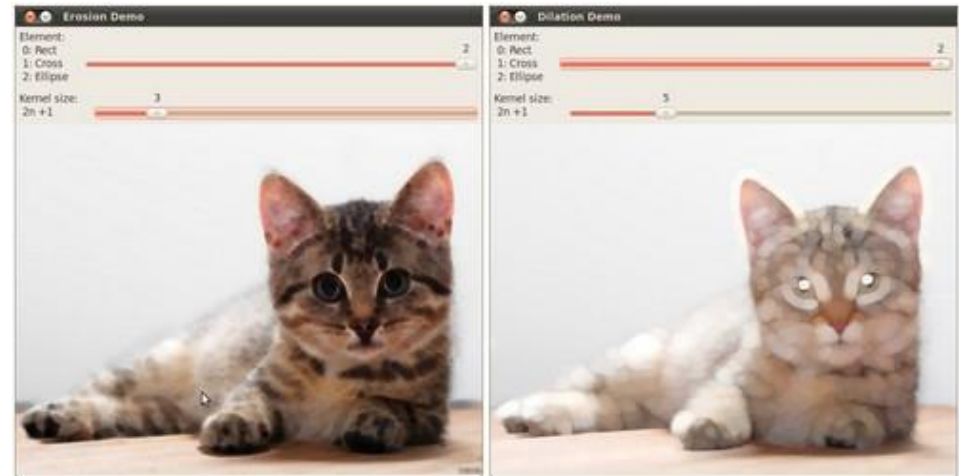 Erosion Demo
Element:
0: Rect
2
1: Cross
2: Ellipse
Kernel size:
3
2n +1
Dilation Demo
Element:
0: Rect
2
1: Cross
2: Ellipse
Kernel size:
5
2n +1